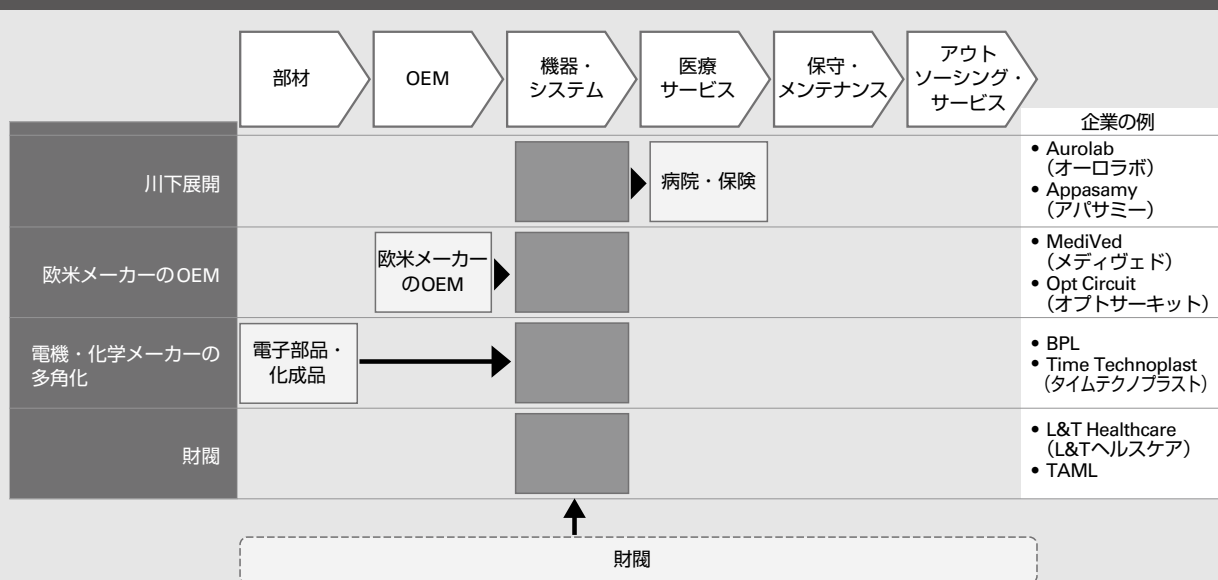 部材
OEM
機器・
システム
医療
サービス
保守・
メンテナンス
アウト
ソーシング・
サービス
企業の例
川下展開
病院・保険
• Aurolab
（オーロラボ）
• Appasamy
（アパサミー）
欧米メーカーのOEM
欧米メーカー
のOEM
• MediVed
（メディヴェド）
• Opt Circuit
（オプトサーキット）
電機・化学メーカーの
多角化
電子部品・
化成品
• BPL
• Time Technoplast
（タイムテクノプラスト）
財閥
• L&T Healthcare
（L&Tヘルスケア）
• TAML
財閥